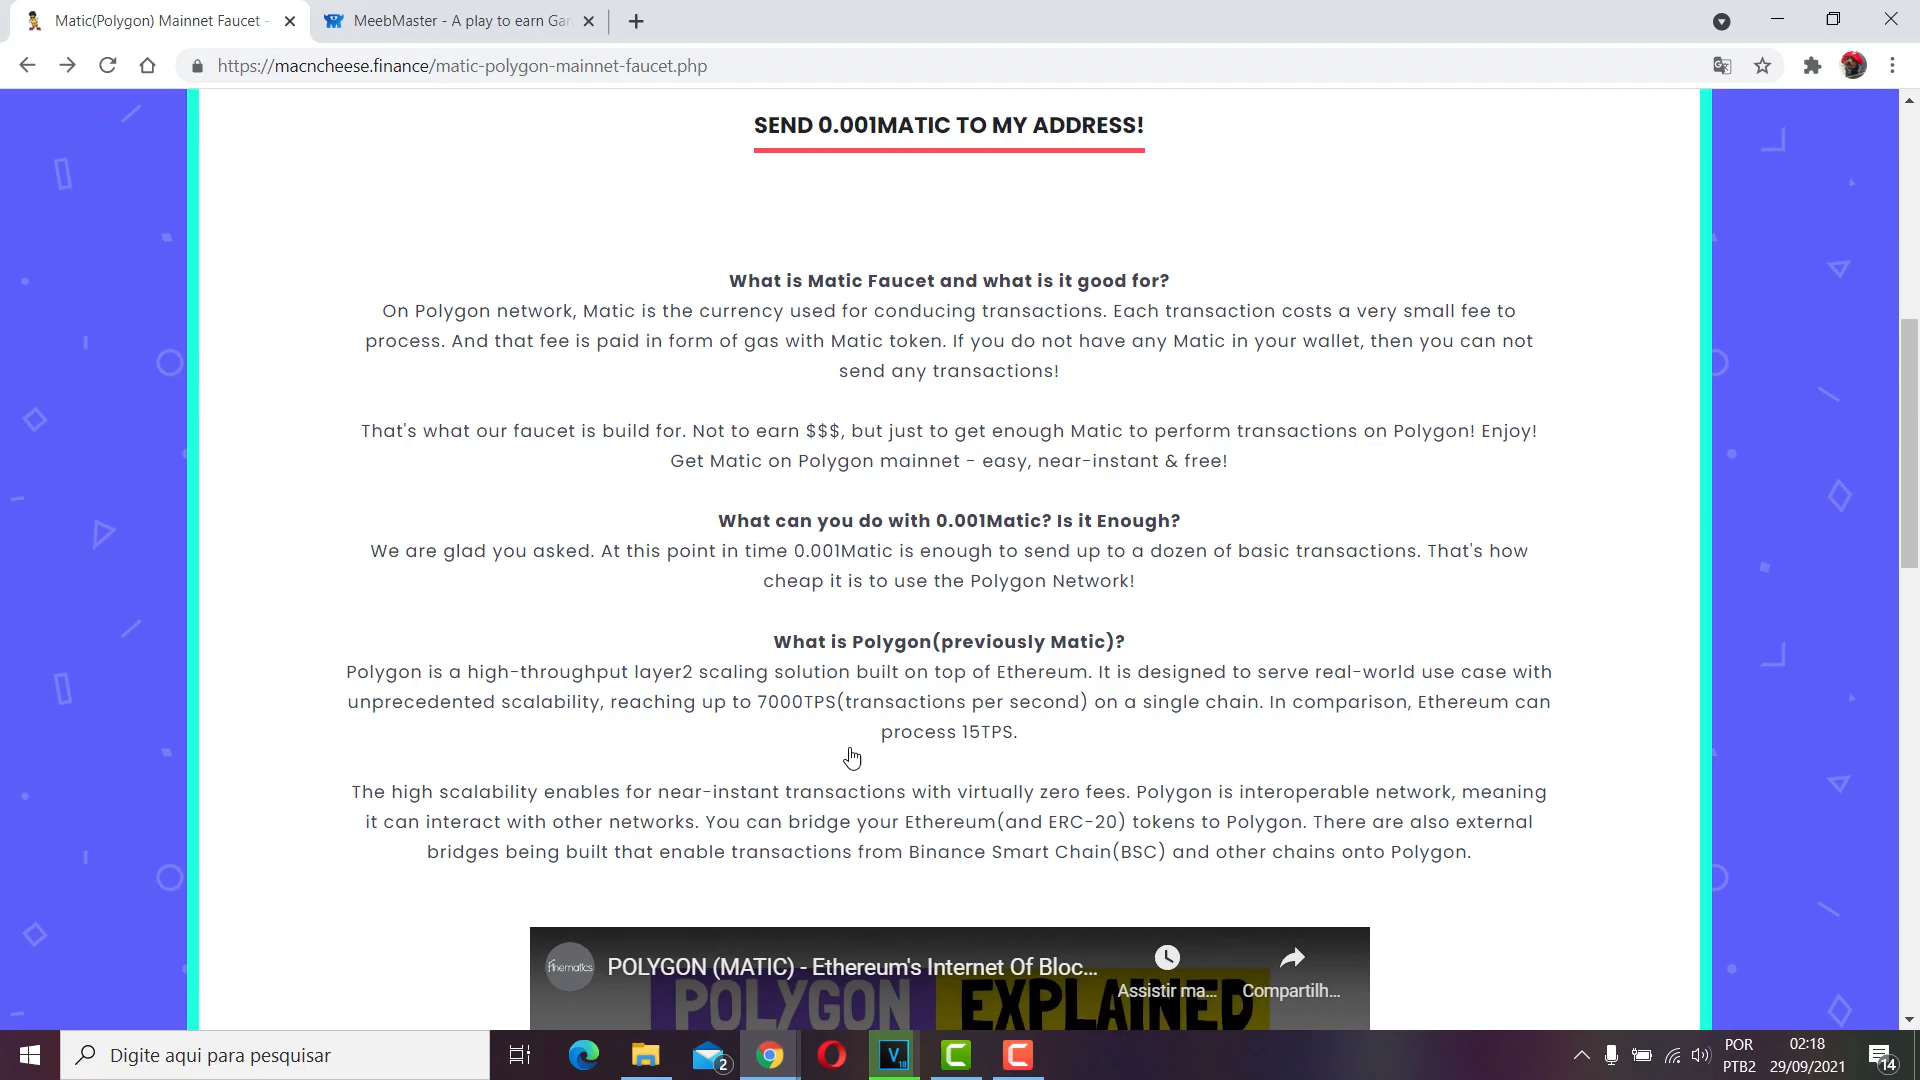 Matic(Polygon) Mainnet Faucet -
MeebMaster - A play to earn Gar
https://macncheese.finance/matic-polygon-mainnet-faucet.php
SEND 0.001MATIC TO MY ADDRESS!
What is Matic Faucet and what is it good for?
On Polygon network, Matic is the currency used for conducing transactions. Each transaction costs a very small fee to
process. And that fee is paid in form of gas with Matic token. If you do not have any Matic in your wallet, then you can not
send any transactions!
That's what our faucet is build for. Not to earn $$$, but just to get enough Matic to perform transactions on Polygon! Enjoy!
Get Matic on Polygon mainnet - easy, near-instant & free!
What can you do with 0.001Matic? Is it Enough?
We are glad you asked. At this point in time 0.001Matic is enough to send up to a dozen of basic transactions. That's how
cheap it is to use the Polygon Network!
What is Polygon(previously Matic)?
Polygon is a high-throughput layer2 scaling solution built on top of Ethereum. It is designed to serve real-world use case with
unprecedented scalability, reaching up to 7000TPS(transactions per second) on a single chain. In comparison, Ethereum can
process 15TPS.
The high scalability enables for near-instant transactions with virtually zero fees. Polygon is interoperable network, meaning
it can interact with other networks. You can bridge your Ethereum(and ERC-20) tokens to Polygon. There are also external
bridges being built that enable transactions from Binance Smart Chain(BSC) and other chains onto Polygon.
finematics
POLYGON (MATIC) - Ethereum's Internet Of Bloc...
Assistir ma...
Compartilh...
POLYGON EXPLAINED
Digite aqui para pesquisar
2
V
18
POR
PTB2
02:18
29/09/2021
14